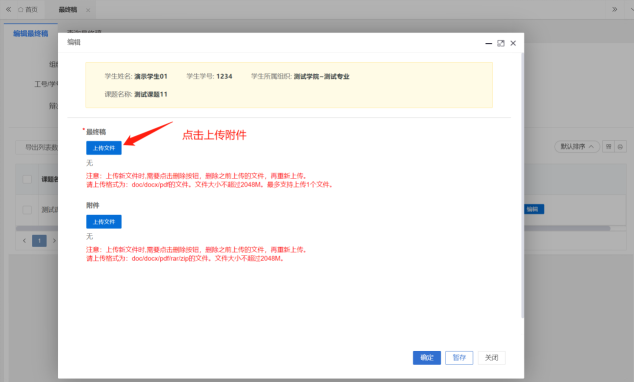 首页
最终稿
编辑最终稿
编辑
学生姓名: 演示学生01 学生学号: 1234 学生所属组织: 测试学院-测试专业
课题名称: 测试课题11
*最终稿
上传文件
点击上传附件
无
注意：上传新文件时,需要点击删除按钮，删除之前上传的文件，再重新上传。
请上传格式为：doc/docx/pdf的文件。文件大小不超过2048M。最多支持上传1个文件。
附件
上传文件
无
注意：上传新文件时,需要点击删除按钮，删除之前上传的文件，再重新上传。
请上传格式为：doc/docx/pdf/rar/zip的文件。文件大小不超过2048M。
工号/学
导出列表数
默认排序
课题名
编辑
1
确定 暂存 关闭